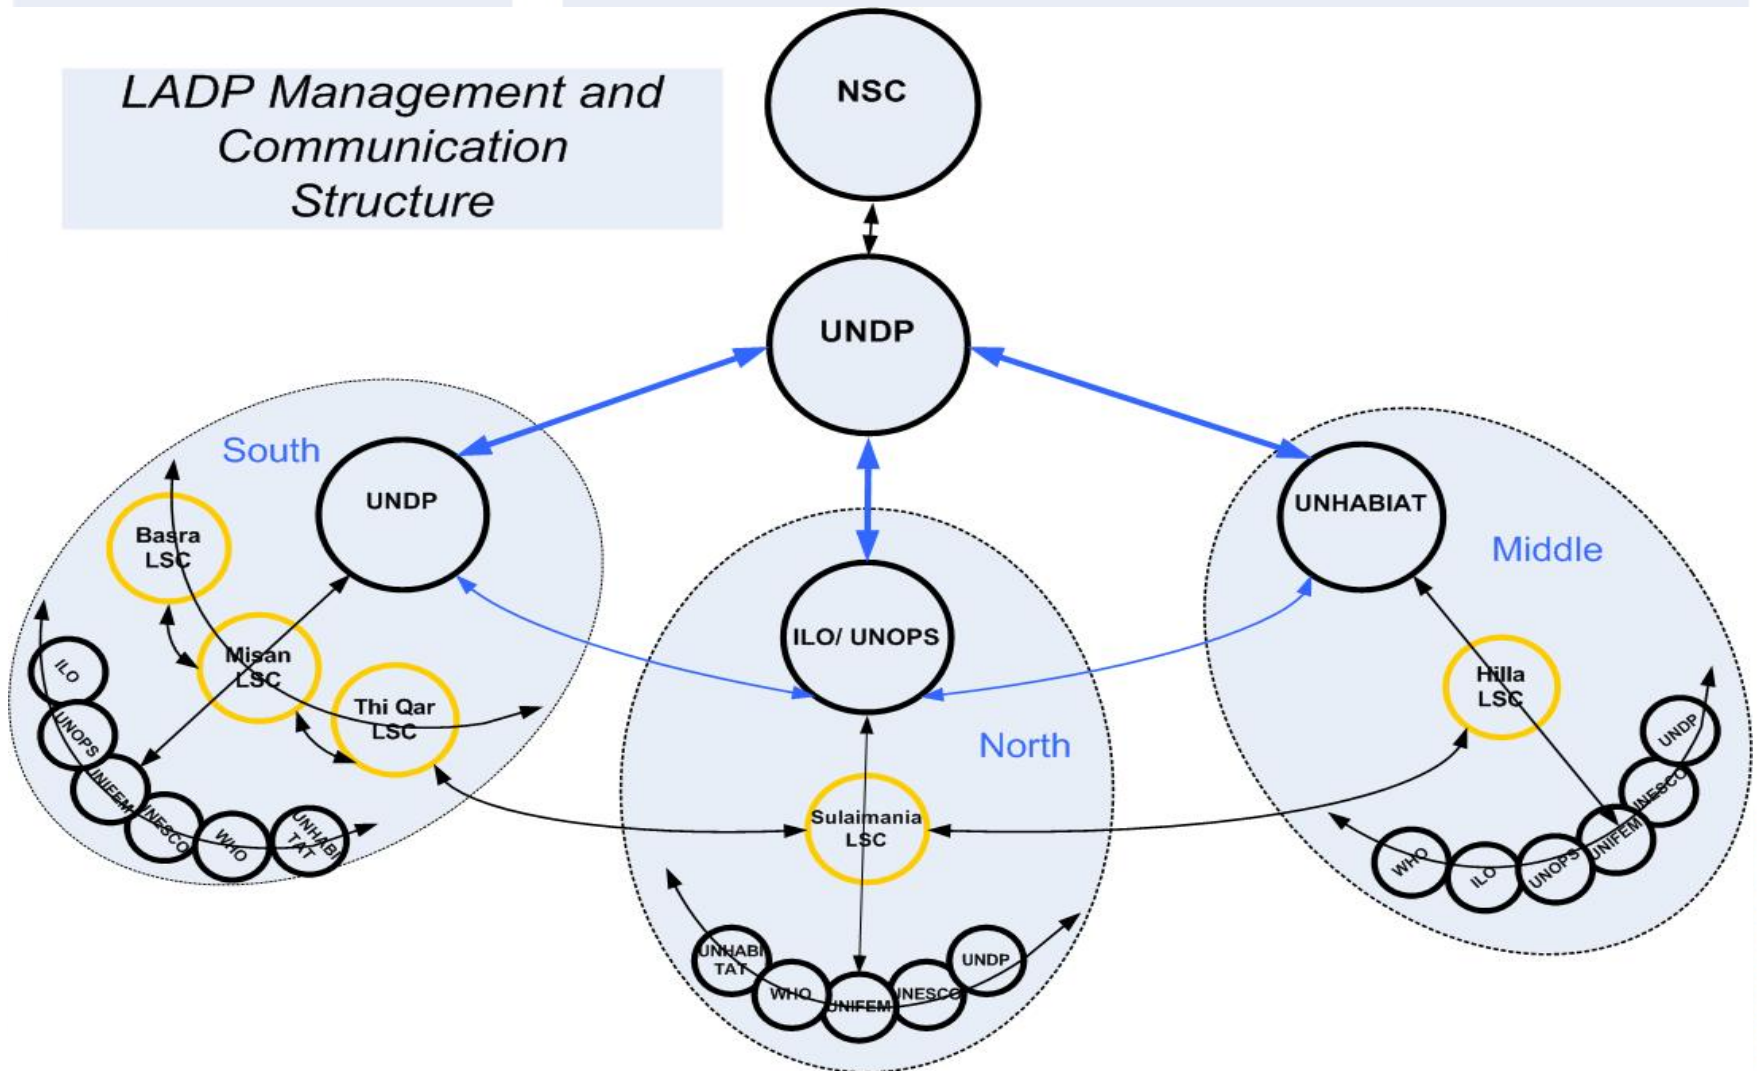 LADP Management and
Communication
Structure
NSC
UNDP
South
UNDP
Basra
LSC
Misan
LSC
Thi Qar
LSC
ILO
UNOPS
UNIFEM
UNESCO
WHO
UNHABI
TAT
ILO/ UNOPS
North
Sulaimania
LSC
UNHABI
TAT
WHO
UNIFEM
UNESCO
UNDP
UNHABIAT
Middle
Hilla
LSC
WHO
ILO
UNOPS
UNIFEM
UNESCO
UNDP